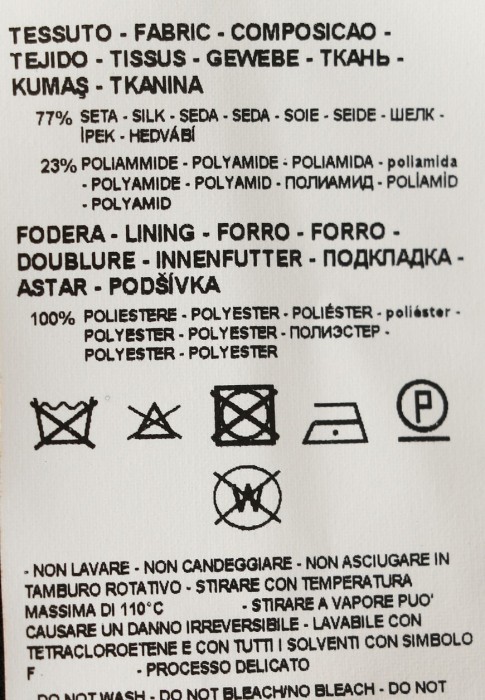 TESSUTO - FABRIC - COMPOSICAO -
TEJIDO - TISSUS - GEWEBE - ТКАНЬ -
KUMAŞ - TKANINA
77% SETA - SILK - SEDA - SEDA - SOIE - SEIDE - ШЕЛК -
İPEK - HEDVÁBÍ
23% POLIAMMIDE - POLYAMIDE - POLIAMIDA - poliamida
- POLYAMIDE - POLYAMID - ПОЛИАМИД - POLİAMİD
- POLYAMID
FODERA - LINING - FORRO - FORRO -
DOUBLURE - INNENFUTTER - ПОДКЛАДКА -
ASTAR - PODŠÍVKA
100% POLIESTERE - POLYESTER - POLIÉSTER - poliéster -
POLYESTER - POLYESTER - ПОЛИЭСТЕР -
POLYESTER - POLYESTER
P
W
- NON LAVARE - NON CANDEGGIARE - NON ASCIUGARE IN
TAMBURO ROTATIVO - STIRARE CON TEMPERATURA
MASSIMA DI 110°C - STIRARE A VAPORE PUO'
CAUSARE UN DANNO IRREVERSIBILE - LAVABILE CON
TETRACLOROETENE E CON TUTTI I SOLVENTI CON SIMBOLO
F - PROCESSO DELICATO
DO NOT WASH - DO NOT BLEACH/NO BLEACH - DO NOT